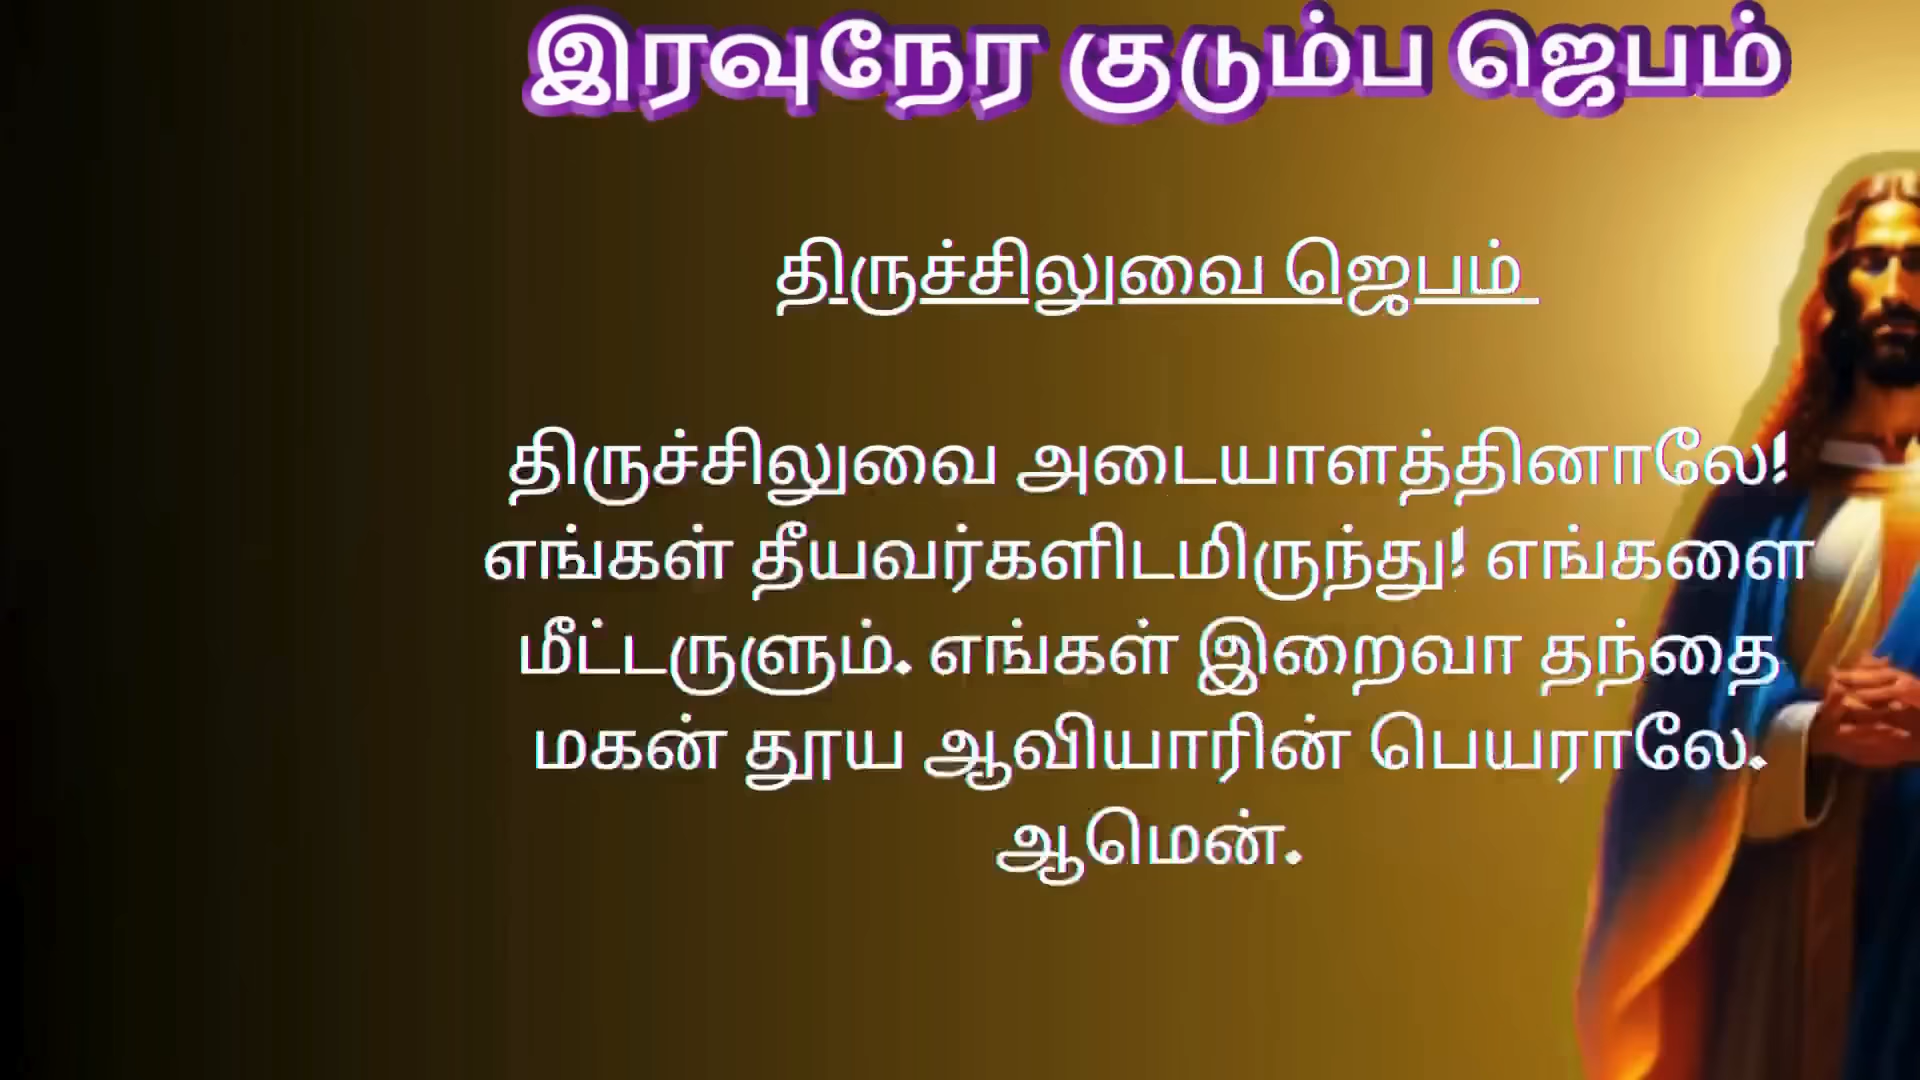 இரவுநேர குடும்ப ஜெபம்
திருச்சிலுவை ஜெபம்
திருச்சிலுவை அடையாளத்தினாலே!
எங்கள் தீயவர்களிடமிருந்து! எங்களை
மீட்டருளும். எங்கள் இறைவா தந்தை
மகன் தூய ஆவியாரின் பெயராலே.
ஆமென்.